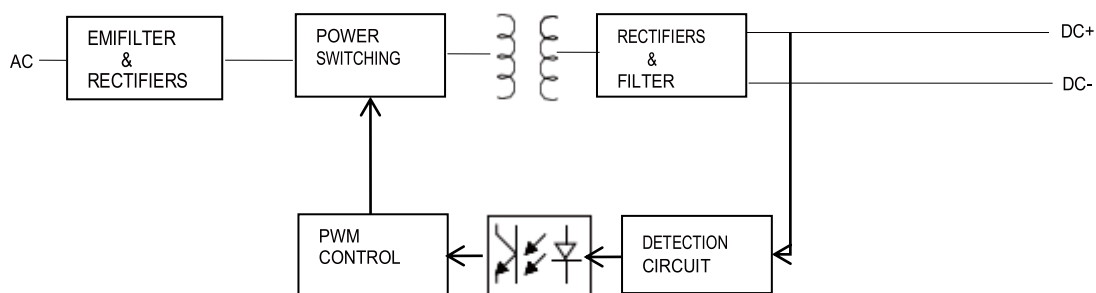 AC
EMIFILTER
&
RECTIFIERS
POWER
SWITCHING
RECTIFIERS
&
FILTER
DC+
DC-
PWM
CONTROL
DETECTION
CIRCUIT